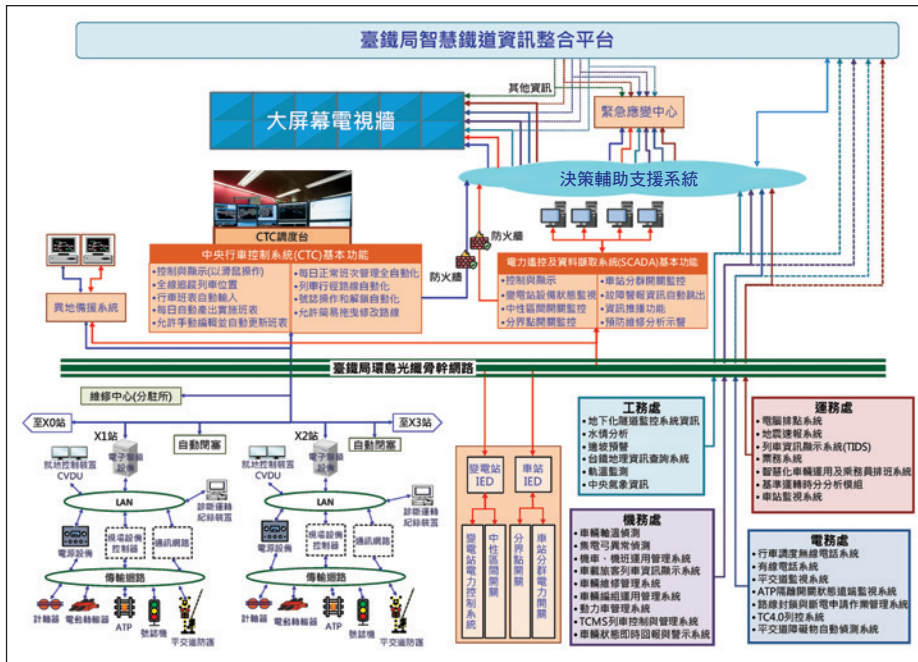 臺鐵局智慧鐵道資訊整合平台
其他資訊
大屏幕電視牆
緊急應變中心
決策輔助支援系統
CTC調度台
中央行車控制系統(CTC)基本功能
•控制與顯示(以滑鼠操作)
•全線追蹤列車位置
•行車班表自動輸入
•每日自動產出實施班表
•允許手動編輯並自動更新班表
•每日正常班次管理全自動化
•列車行徑路線自動化
•號誌操作和解鎖自動化
•允許簡易拖曳修改路線
防火牆
防火牆
電力遙控及資料擷取系統(SCADA)基本功能
•控制與顯示
•變電站設備狀態監視
•中性區間開關監控
•分界點開關監控
•車站分群開關監控
•故障警報資訊自動跳出
•資訊推播功能
•預防維修分析示警
異地備援系統
臺鐵局環島光纖骨幹網路
維修中心(分駐所)
至X0站
至X3站
X1站
電子聯鎖
設備
自動閉塞
X2站
電子聯鎖
設備
自動閉塞
就地控制裝置
CVDU
LAN
診斷運轉
紀錄裝置
電源設備
現場設備
控制器
通訊網路
傳輸迴路
計軸器
電動轉轍器
ATP
號誌機
平交道防護
就地控制裝置
CVDU
LAN
診斷運轉
紀錄裝置
電源設備
現場設備
控制器
通訊網路
傳輸迴路
計軸器
電動轉轍器
ATP
號誌機
平交道防護
變電站
IED
車站
IED
變電站電力控制系統
中性區間開關
分界點開關
車站分群電力開關
工務處
•地下化隧道監控系統資訊
•水情分析
•邊坡預警
•台鐵地理資訊查詢系統
•軌溫監測
•中央氣象資訊
運務處
•電腦排點系統
•地震速報系統
•列車資訊顯示系統(TIDS)
•票務系統
•智慧化車輛運用及乘務員排班系統
•基準運轉時分分析模組
•車站監視系統
機務處
•車輛軸溫偵測
•集電弓異常偵測
•機車、機班運用管理系統
•車載旅客列車資訊顯示系統
•車輛維修管理系統
•車輛編組運用管理系統
•動力車管理系統
•TCMS列車控制與管理系統
•車輛狀態即時回報與警示系統
電務處
•行車調度無線電話系統
•有線電話系統
•平交道監視系統
•ATP隔離開關狀態遠端監視系統
•路線封鎖與斷電申請作業管理系統
•TC4.0列控系統
•平交道障礙物自動偵測系統